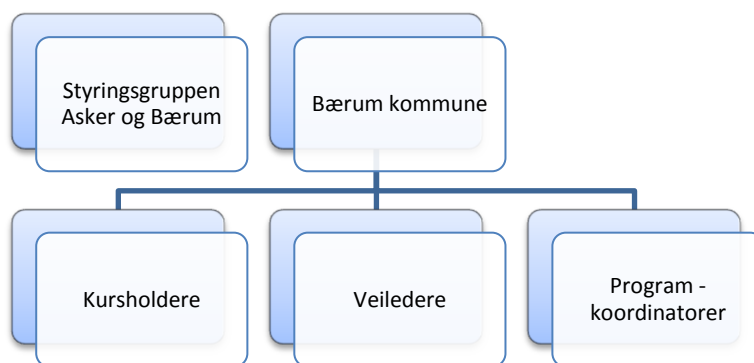 Styringsgruppen
Asker og Bærum
Bærum kommune
Kursholdere
Veiledere
Program -
koordinatorer